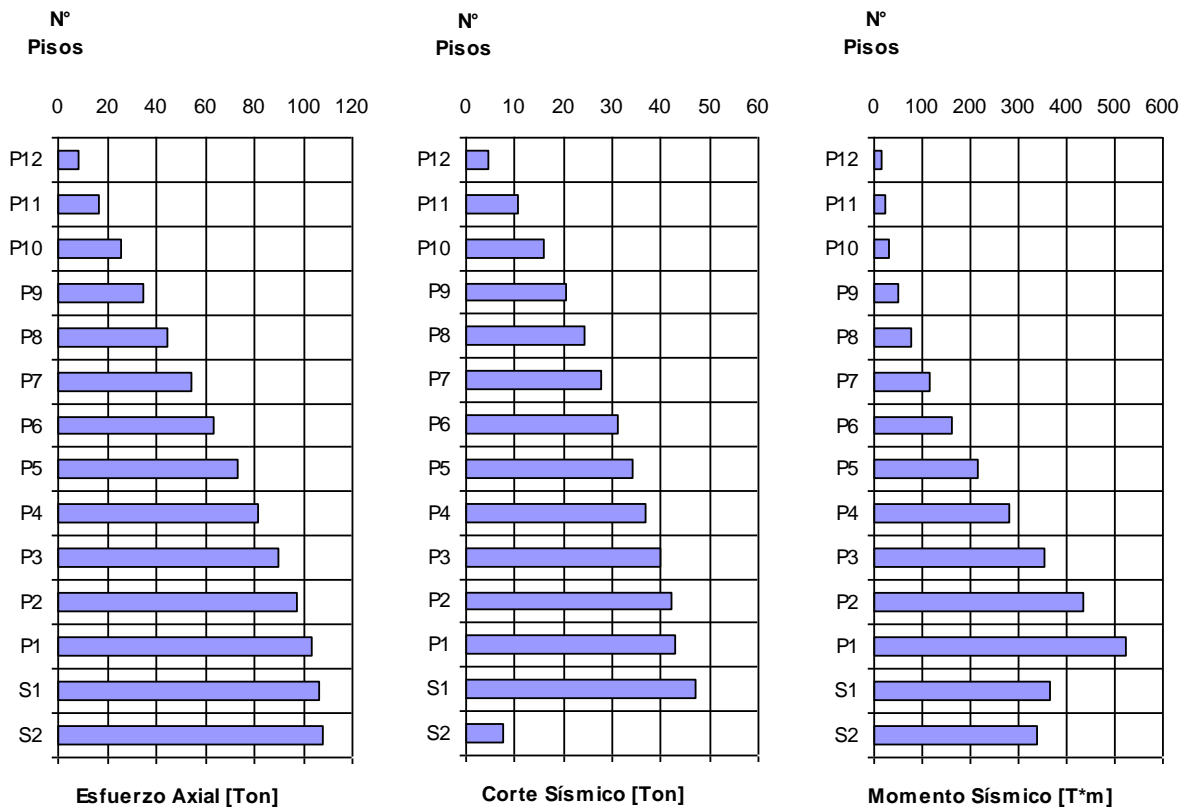 N°
Pisos
0 20 40 60 80 100 120
P12
P11
P10
P9
P8
P7
P6
P5
P4
P3
P2
P1
S1
S2
Esfuerzo Axial [Ton]
N°
Pisos
0 10 20 30 40 50 60
P12
P11
P10
P9
P8
P7
P6
P5
P4
P3
P2
P1
S1
S2
Corte Sísmico [Ton]
N°
Pisos
0 100 200 300 400 500 600
P12
P11
P10
P9
P8
P7
P6
P5
P4
P3
P2
P1
S1
S2
Momento Sísmico [T*m]